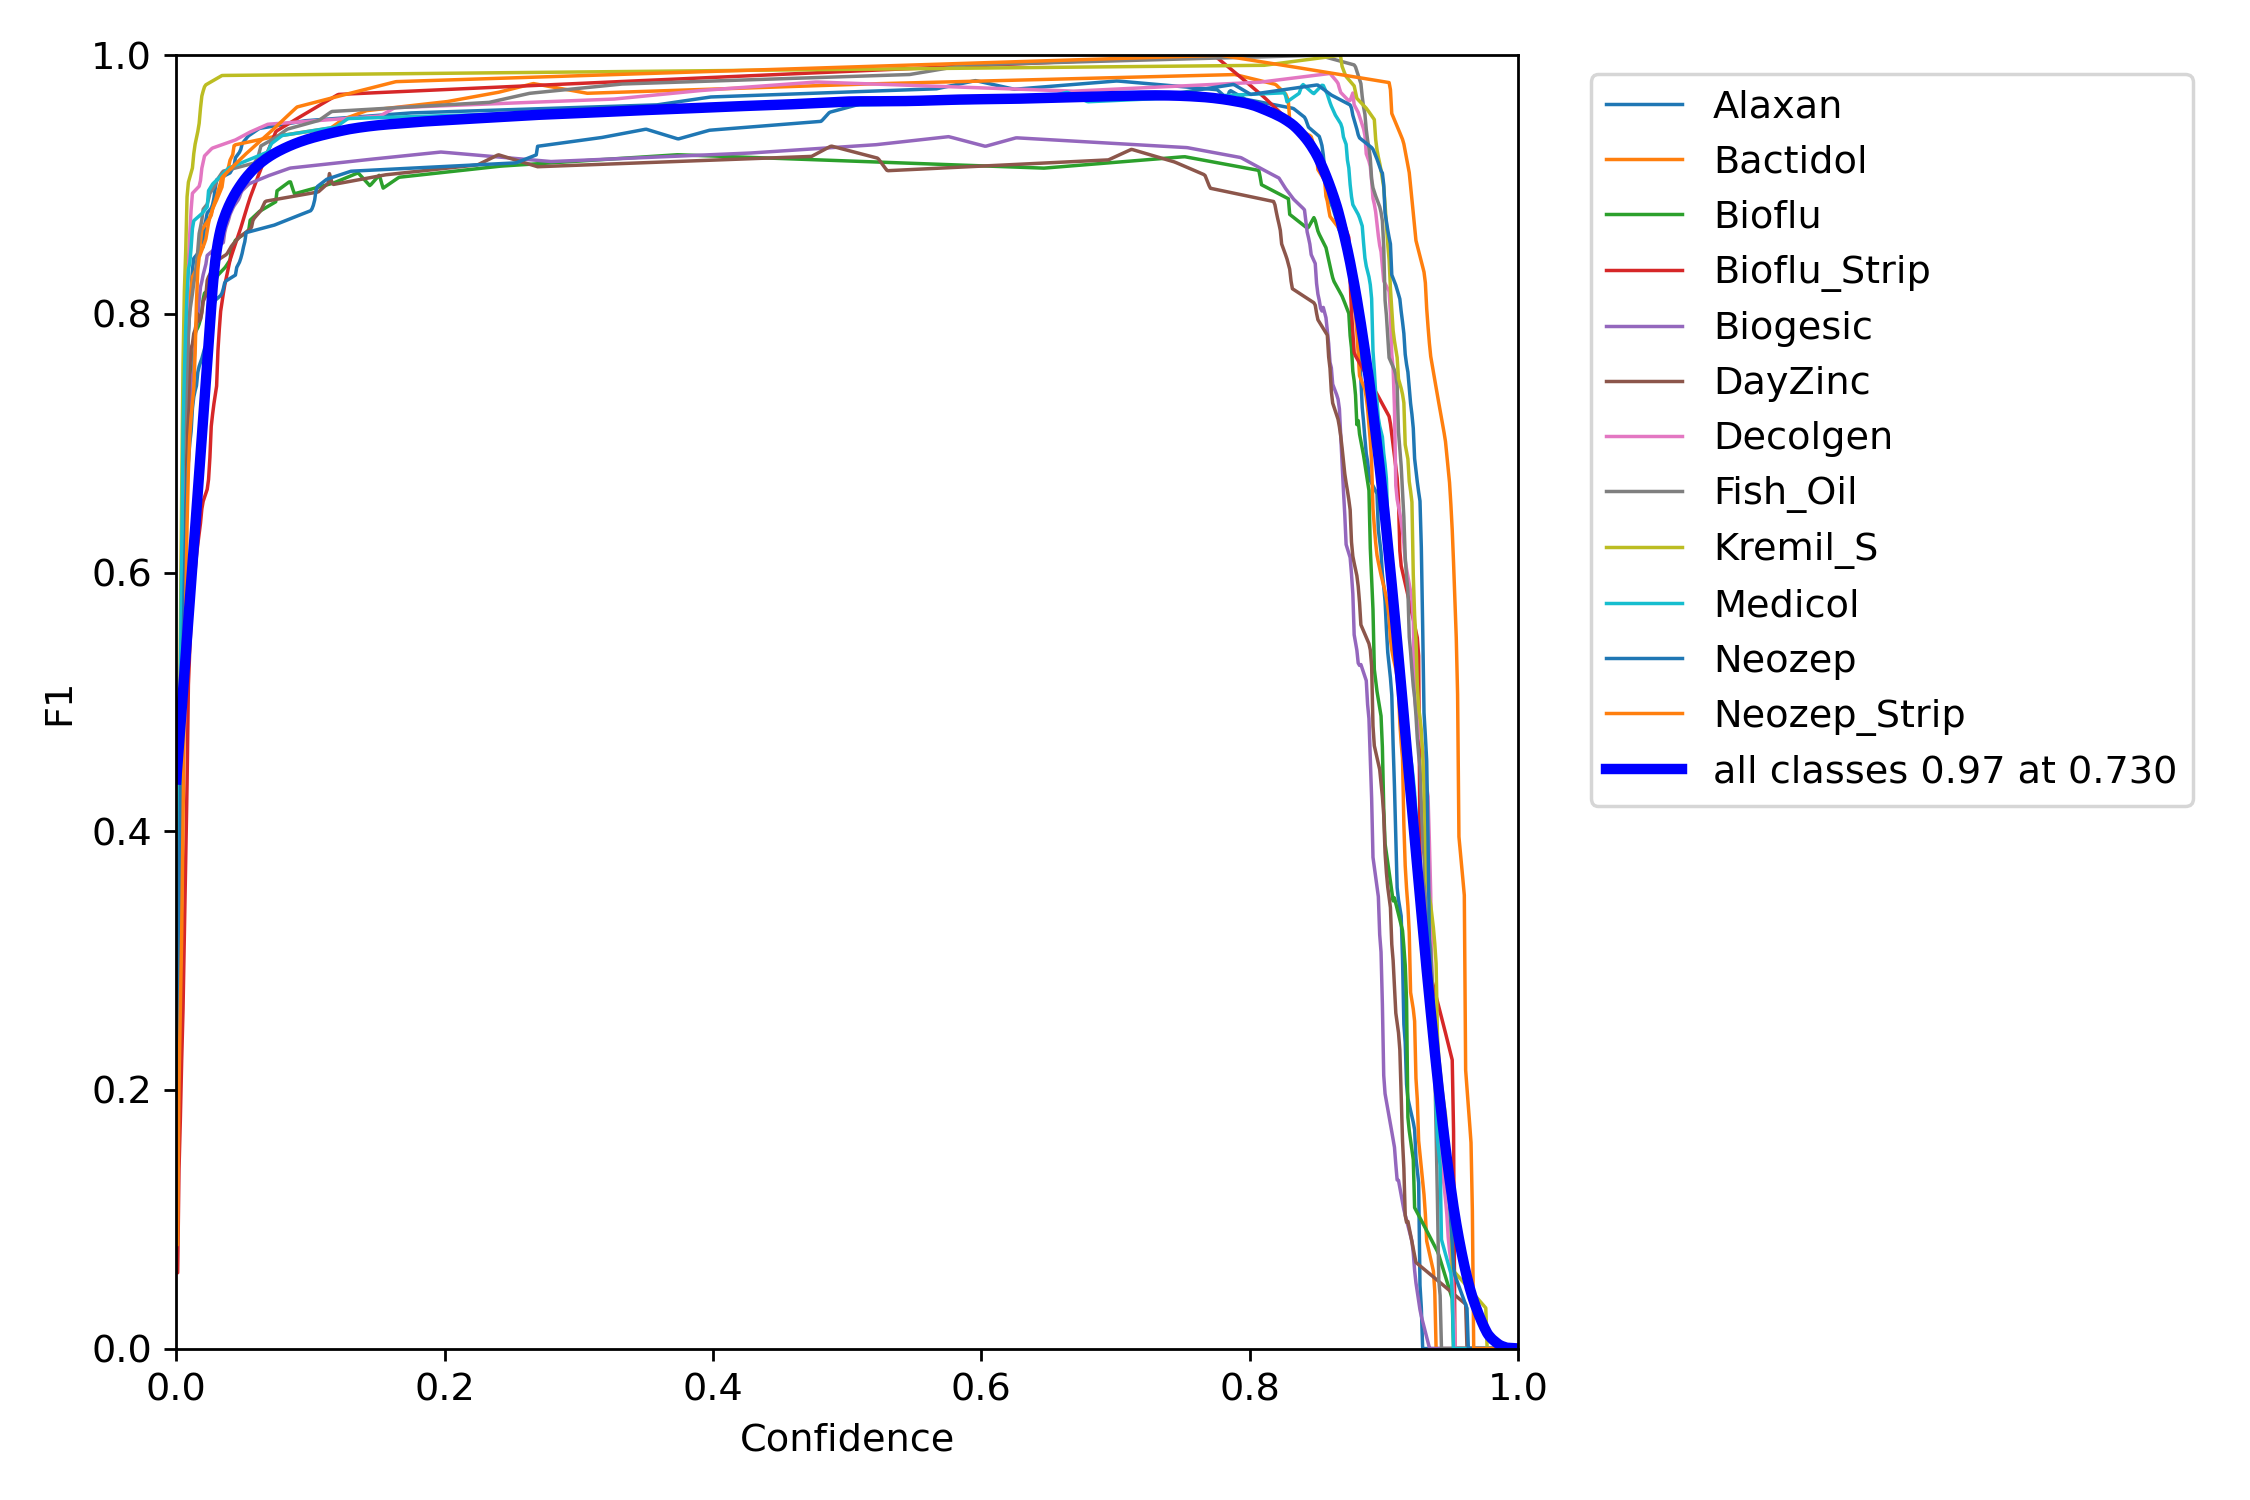 1.0
0.8
0.6
0.4
0.2
0.0
F1
0.0 0.2 0.4 0.6 0.8 1.0
Confidence
Alaxan
Bactidol
Bioflu
Bioflu_Strip
Biogesic
DayZinc
Decolgen
Fish_Oil
Kremil_S
Medicol
Neozep
Neozep_Strip
all classes 0.97 at 0.730